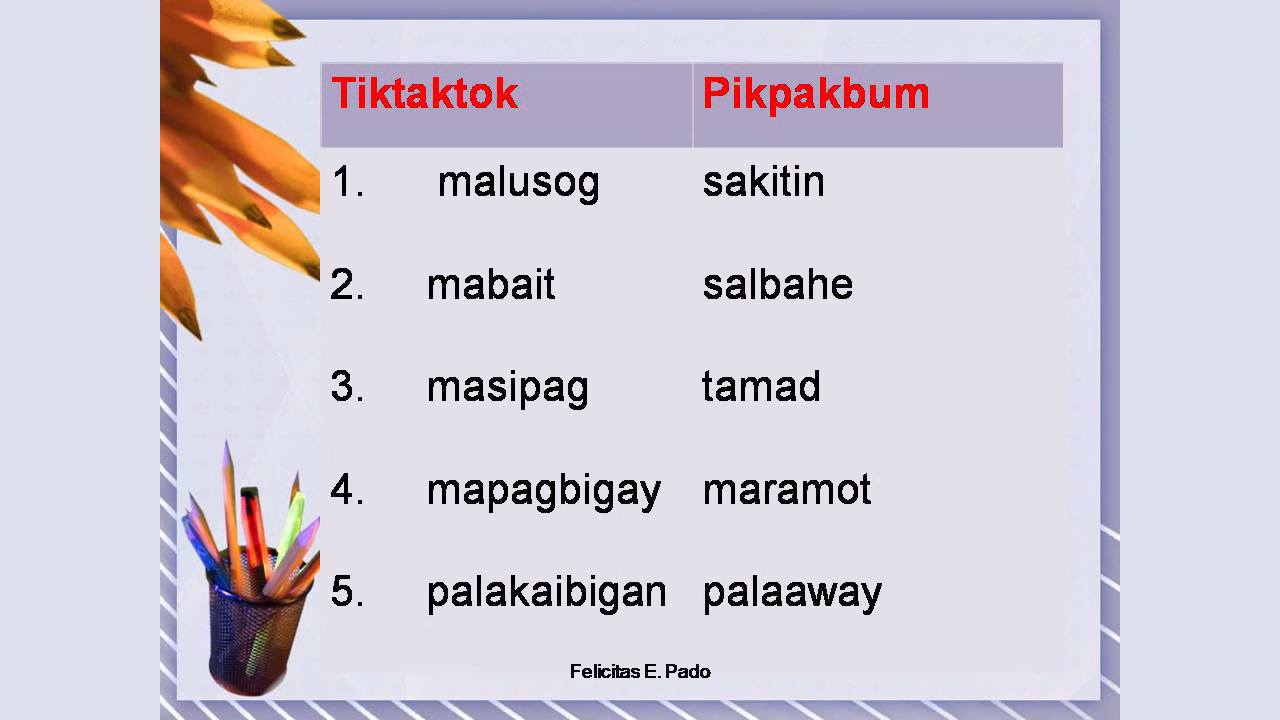 Tiktaktok Pikpakbum
1. malusog sakitin
2. mabait salbahe
3. masipag tamad
4. mapagbigay maramot
5. palakaibigan palaaway
Felicitas E. Pado